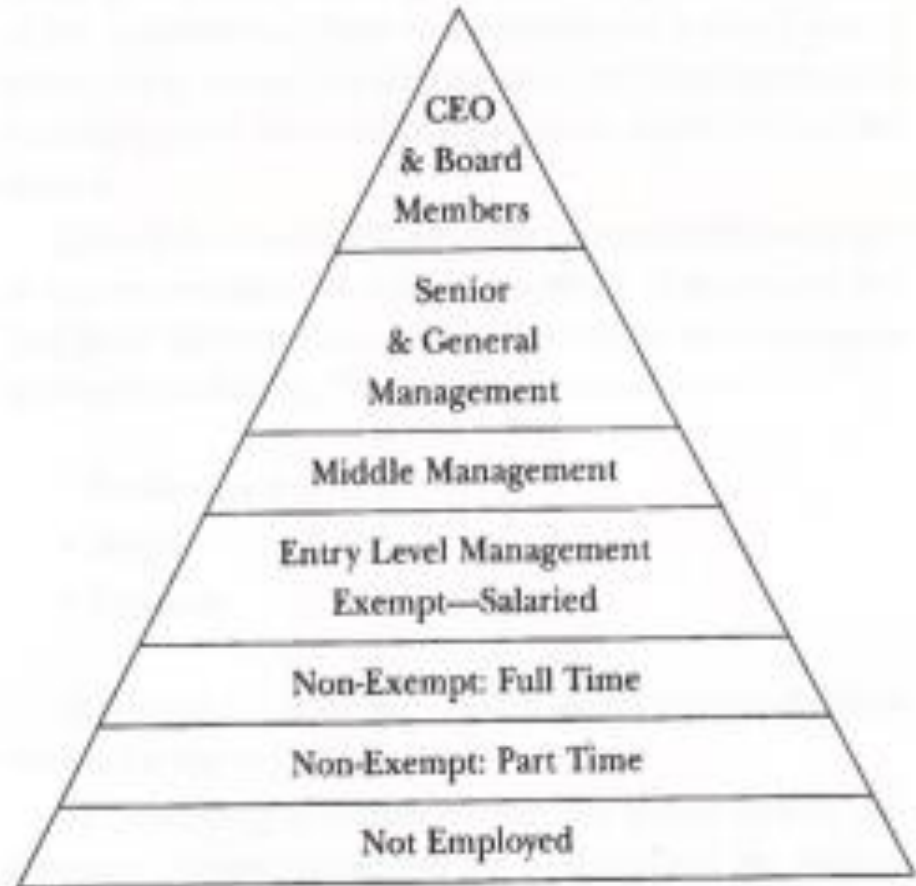 CEO
& Board
Members
Senior
& General
Management
Middle Management
Entry Level Management
Exempt—Salaried
Non-Exempt: Full Time
Non-Exempt: Part Time
Not Employed